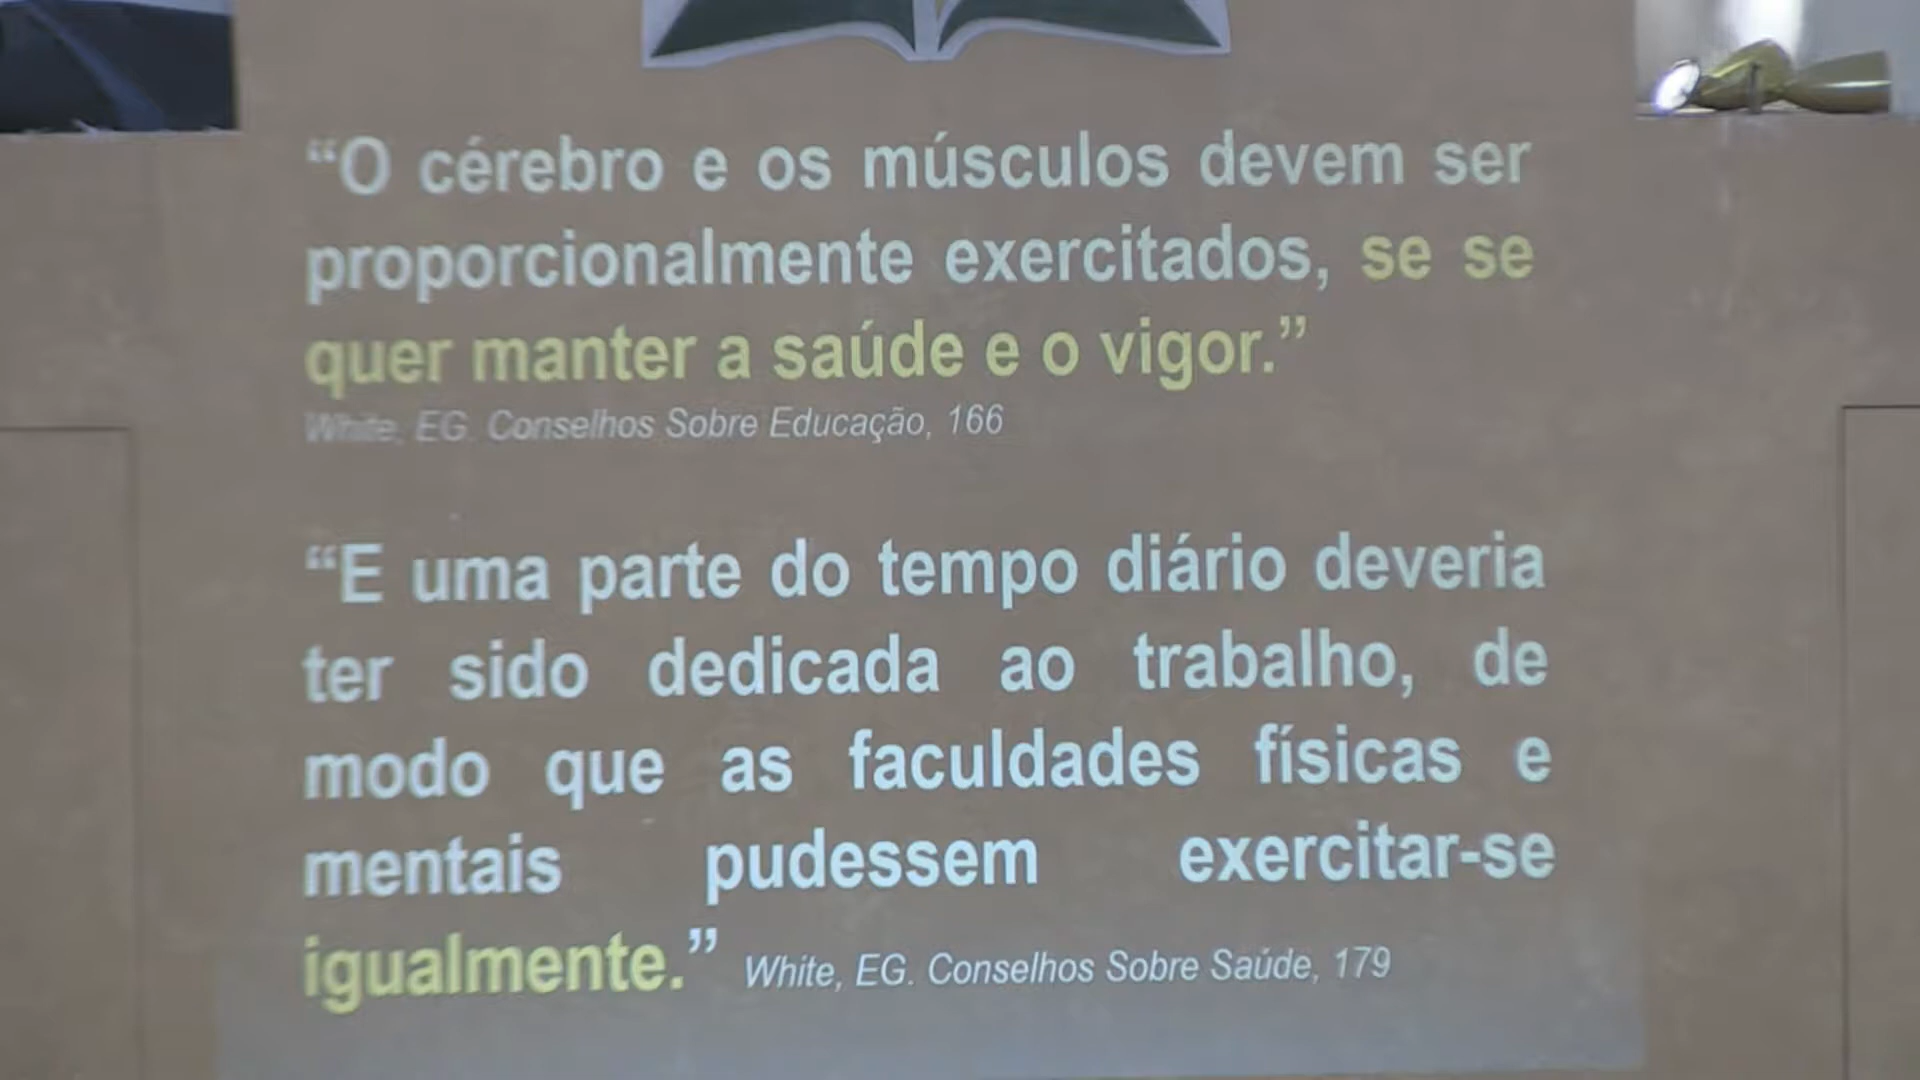 “O cérebro e os músculos devem ser
proporcionalmente exercitados, se se
quer manter a saúde e o vigor.”
White, EG. Conselhos Sobre Educação, 166
“E uma parte do tempo diário deveria
ter sido dedicada ao trabalho, de
modo que as faculdades físicas e
mentais pudessem exercitar-se
igualmente.” White, EG. Conselhos Sobre Saúde, 179